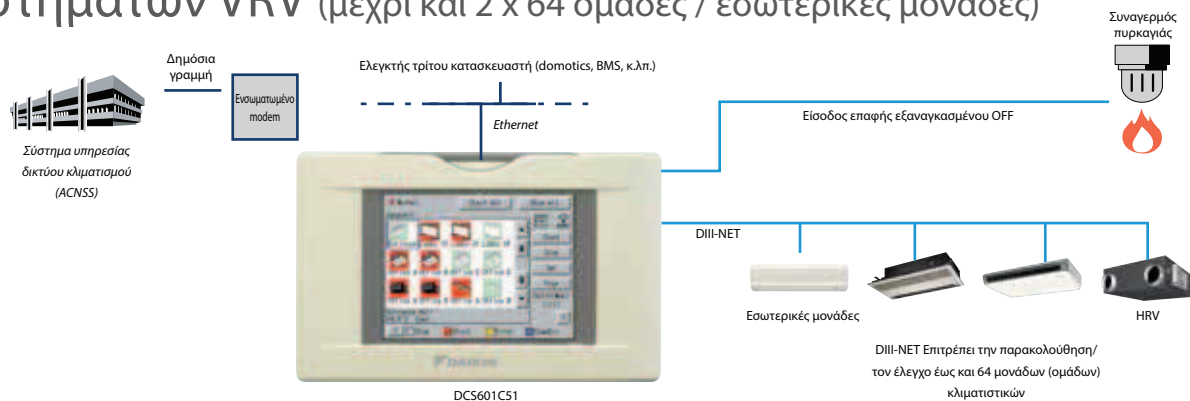 στημάτων VRV (μέχρι και 2 x 64 ομάδες / εσωτερικές μονάδες)
Συναγερμός
πυρκαγιάς
Δημόσια
γραμμή
Ενσωματωμένο
modem
Ελεγκτής τρίτου κατασκευαστή (domotics, BMS, κ.λπ.)
Ethernet
Είσοδος επαφής εξαναγκασμένου OFF
Σύστημα υπηρεσίας
δικτύου κλιματισμού
(ACNSS)
DIII-NET
Εσωτερικές μονάδες
HRV
DAIKIN
DCS601C51
DIII-NET Επιτρέπει την παρακολούθηση/
τον έλεγχο έως και 64 μονάδων (ομάδων)
κλιματιστικών